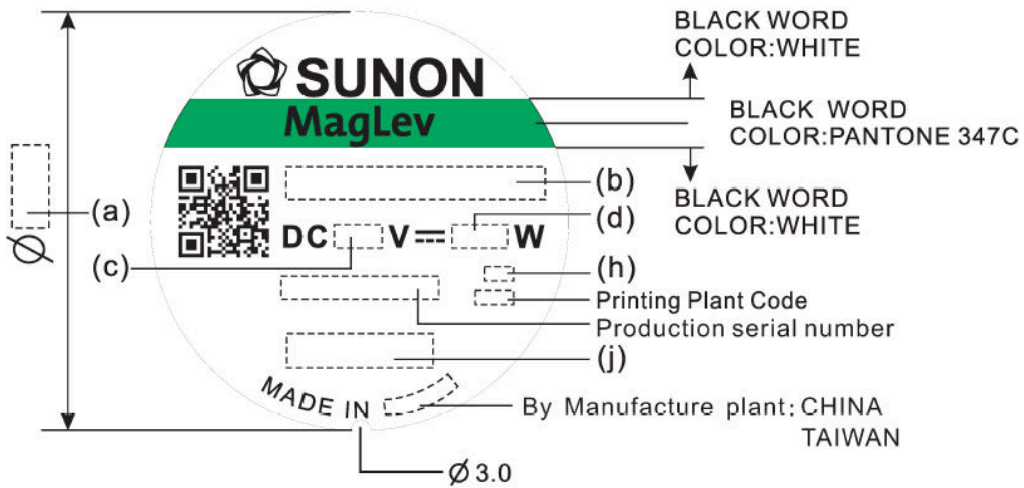 BLACK WORD
COLOR:WHITE
SUNON
MagLev
BLACK WORD
COLOR:PANTONE 347C
(b)
BLACK WORD
COLOR:WHITE
(a)
(d)
DC V W
Ø
(c)
(h)
Printing Plant Code
Production serial number
(j)
MADE IN
By Manufacture plant: CHINA
TAIWAN
Ø 3.0